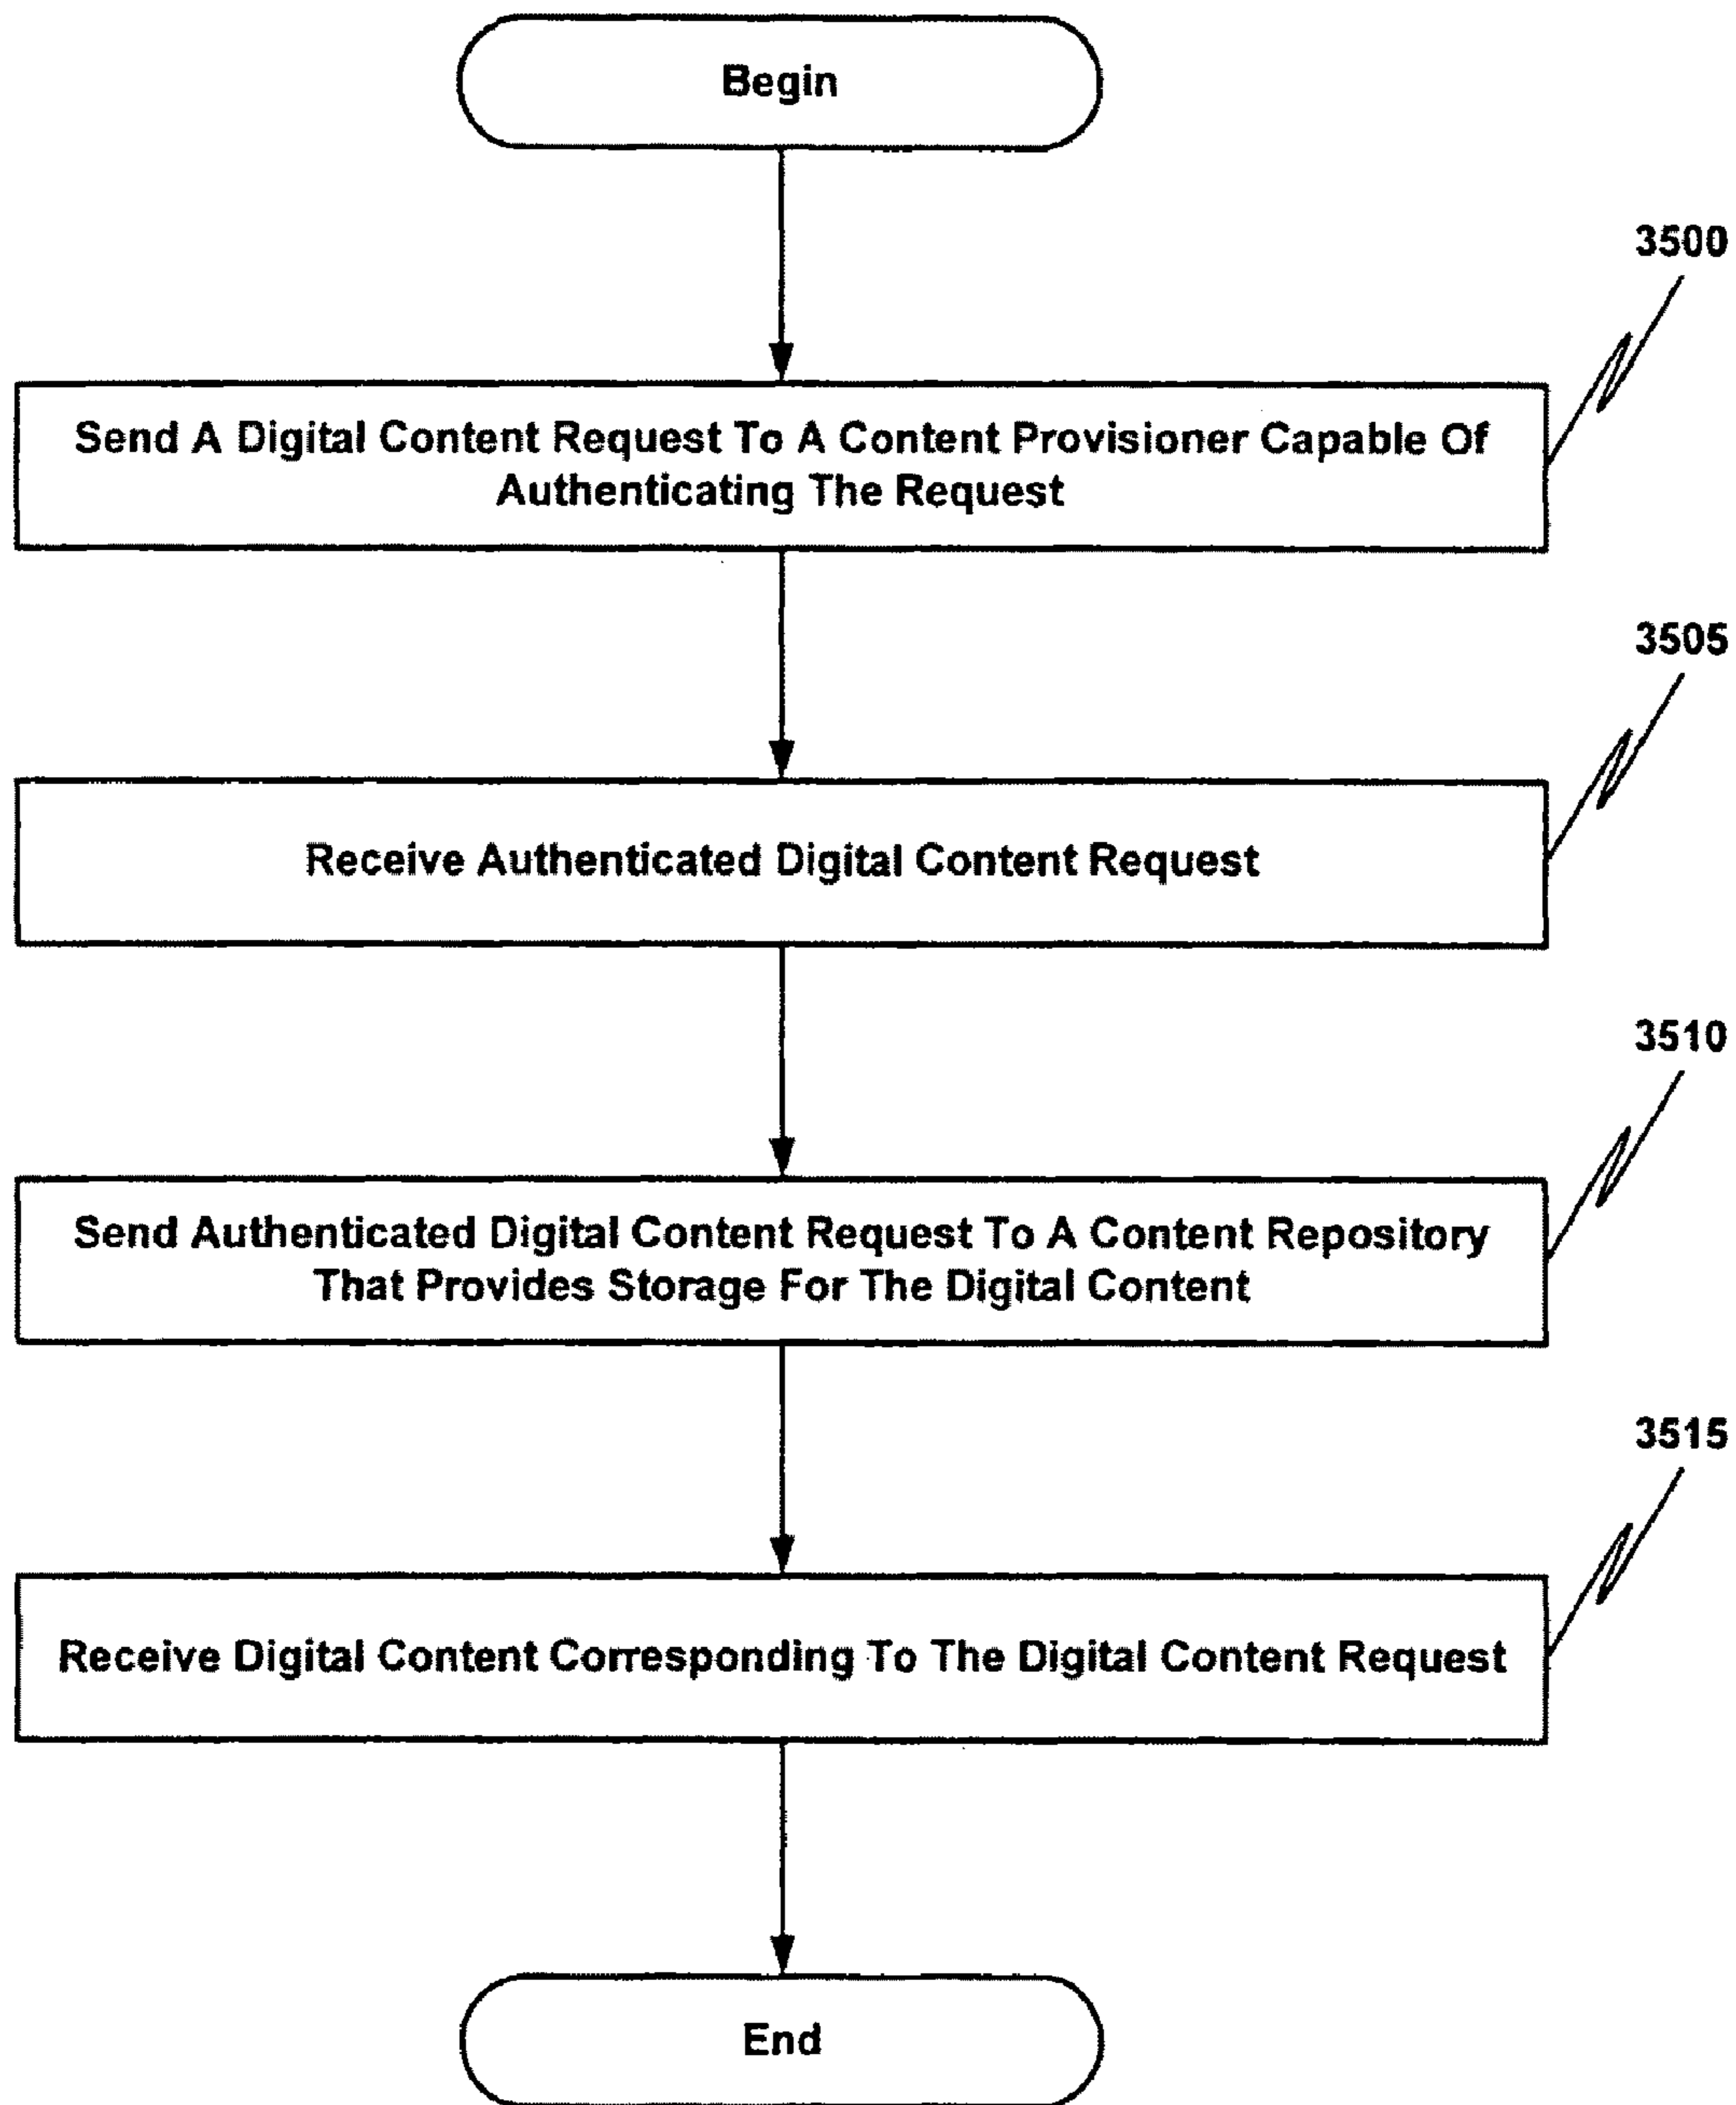 Begin
3500
Send A Digital Content Request To A Content Provisioner Capable Of
Authenticating The Request
3505
Receive Authenticated Digital Content Request
3510
Send Authenticated Digital Content Request To A Content Repository
That Provides Storage For The Digital Content
3515
Receive Digital Content Corresponding To The Digital Content Request
End